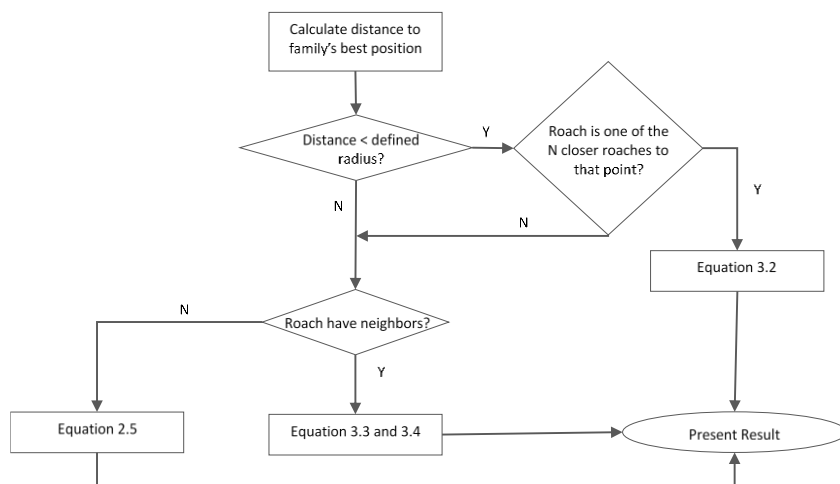 Calculate distance to
family's best position
Distance < defined
radius?
Y
Roach is one of the
N closer roaches to
that point?
N
N
Y
Equation 3.2
N
Roach have neighbors?
Y
Equation 2.5
Equation 3.3 and 3.4
Present Result